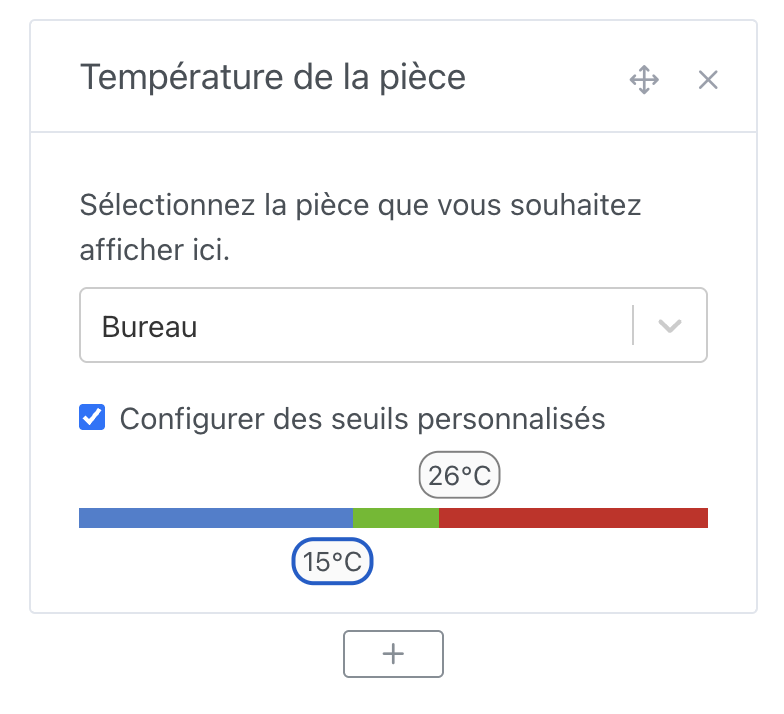 Température de la pièce
Sélectionnez la pièce que vous souhaitez
afficher ici.
Bureau
Configurer des seuils personnalisés
26°C
15°C